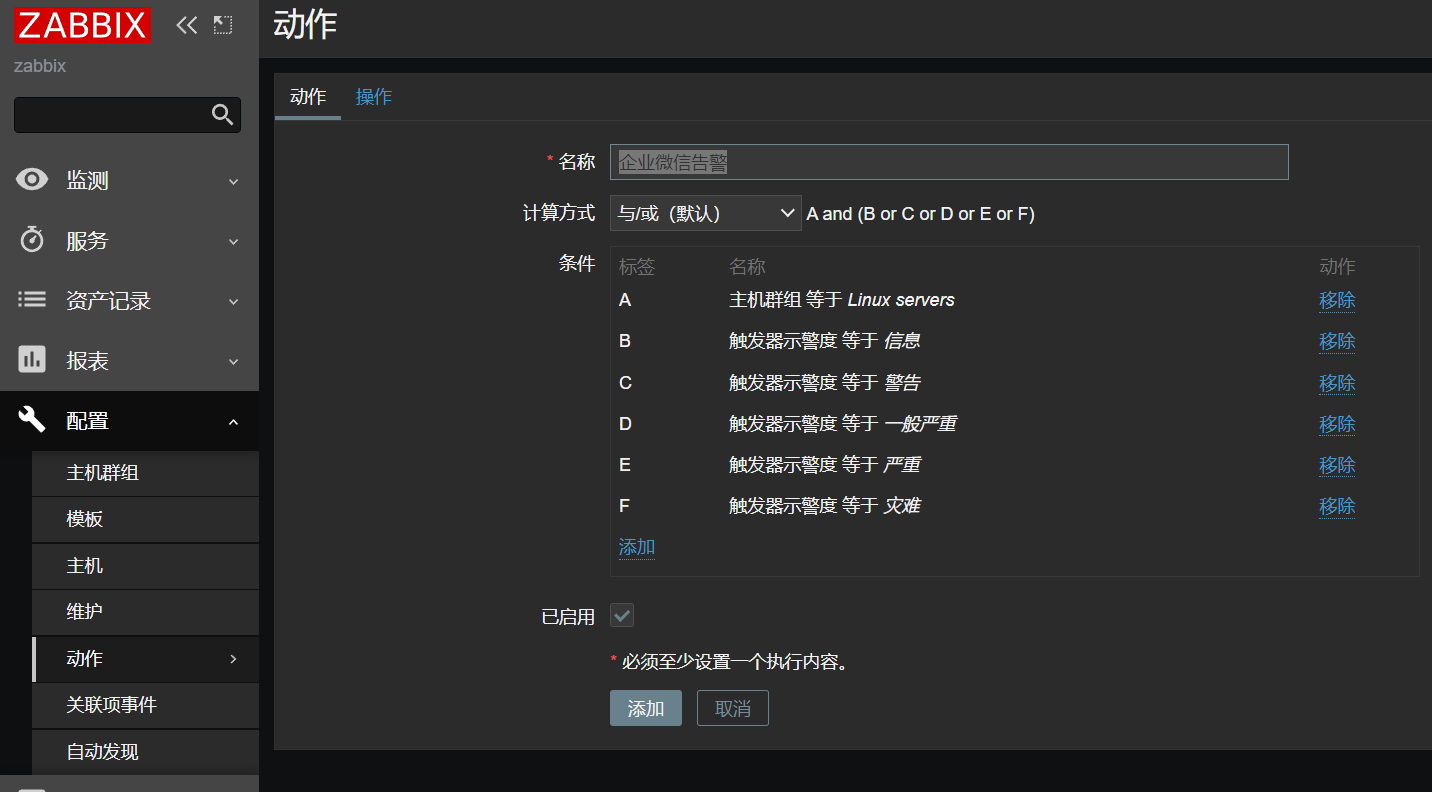 ZABBIX
zabbix
监测
服务
资产记录
报表
配置
主机群组
模板
主机
维护
动作
关联项事件
自动发现
动作
动作 操作
* 名称 企业微信告警
计算方式 与/或（默认） A and (B or C or D or E or F)
条件 标签 名称 动作
A 主机群组 等于 Linux servers 移除
B 触发器示警度 等于 信息 移除
C 触发器示警度 等于 警告 移除
D 触发器示警度 等于 一般严重 移除
E 触发器示警度 等于 严重 移除
F 触发器示警度 等于 灾难 移除
添加
已启用
* 必须至少设置一个执行内容。
添加 取消